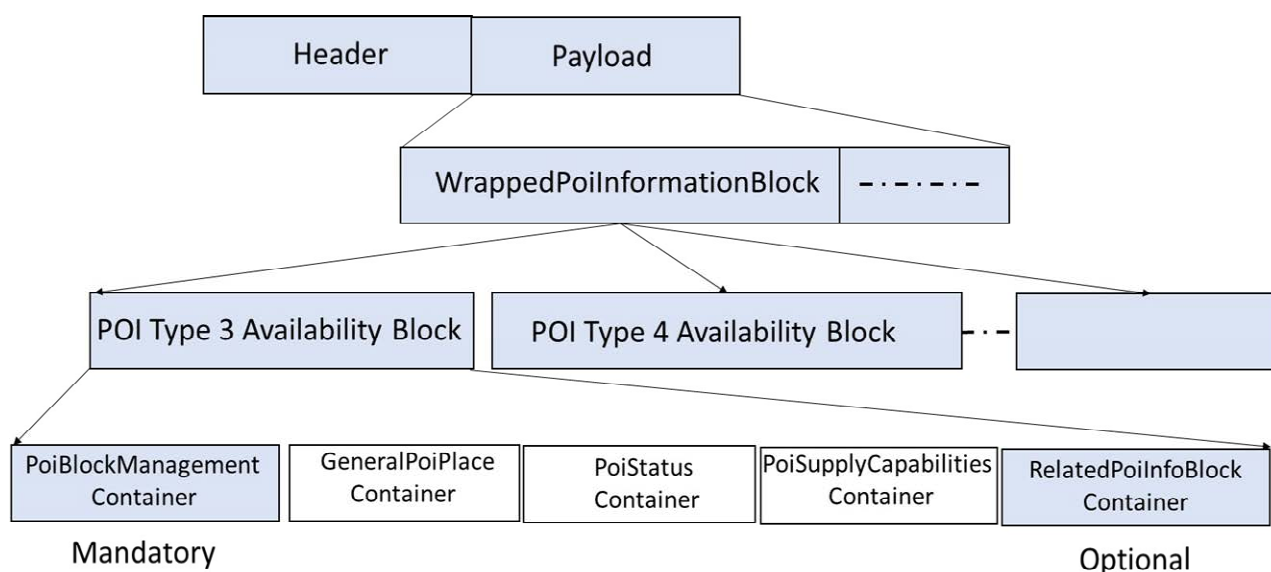 Header
Payload
WrappedPoiInformationBlock
POI Type 3 Availability Block
POI Type 4 Availability Block
PoiBlockManagement
Container
GeneralPoiPlace
Container
PoiStatus
Container
PoiSupplyCapabilities
Container
RelatedPoiInfoBlock
Container
Mandatory
Optional